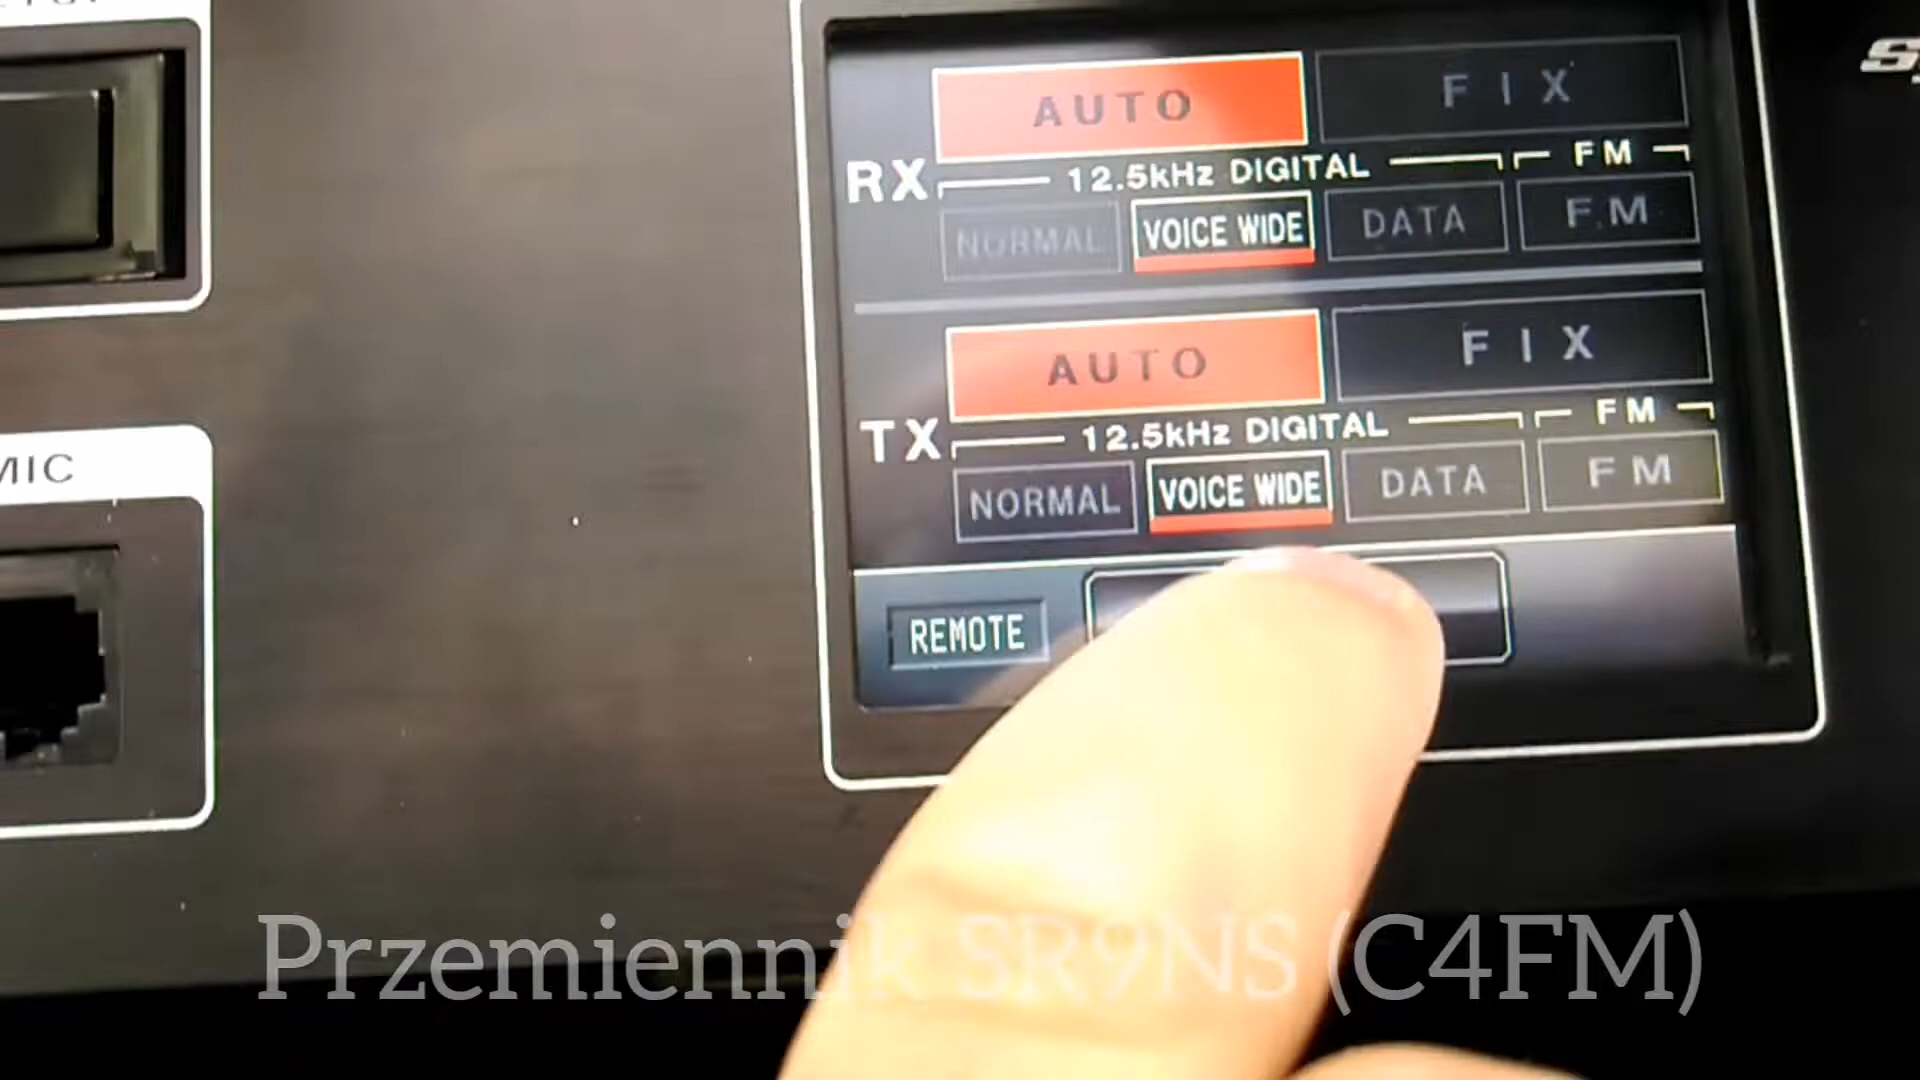 AUTO FIX
RX 12.5kHz DIGITAL FM
NORMAL VOICE WIDE DATA FM
AUTO FIX
TX 12.5kHz DIGITAL FM
NORMAL VOICE WIDE DATA FM
MIC
REMOTE
Przemiennik SR9NS (C4FM)